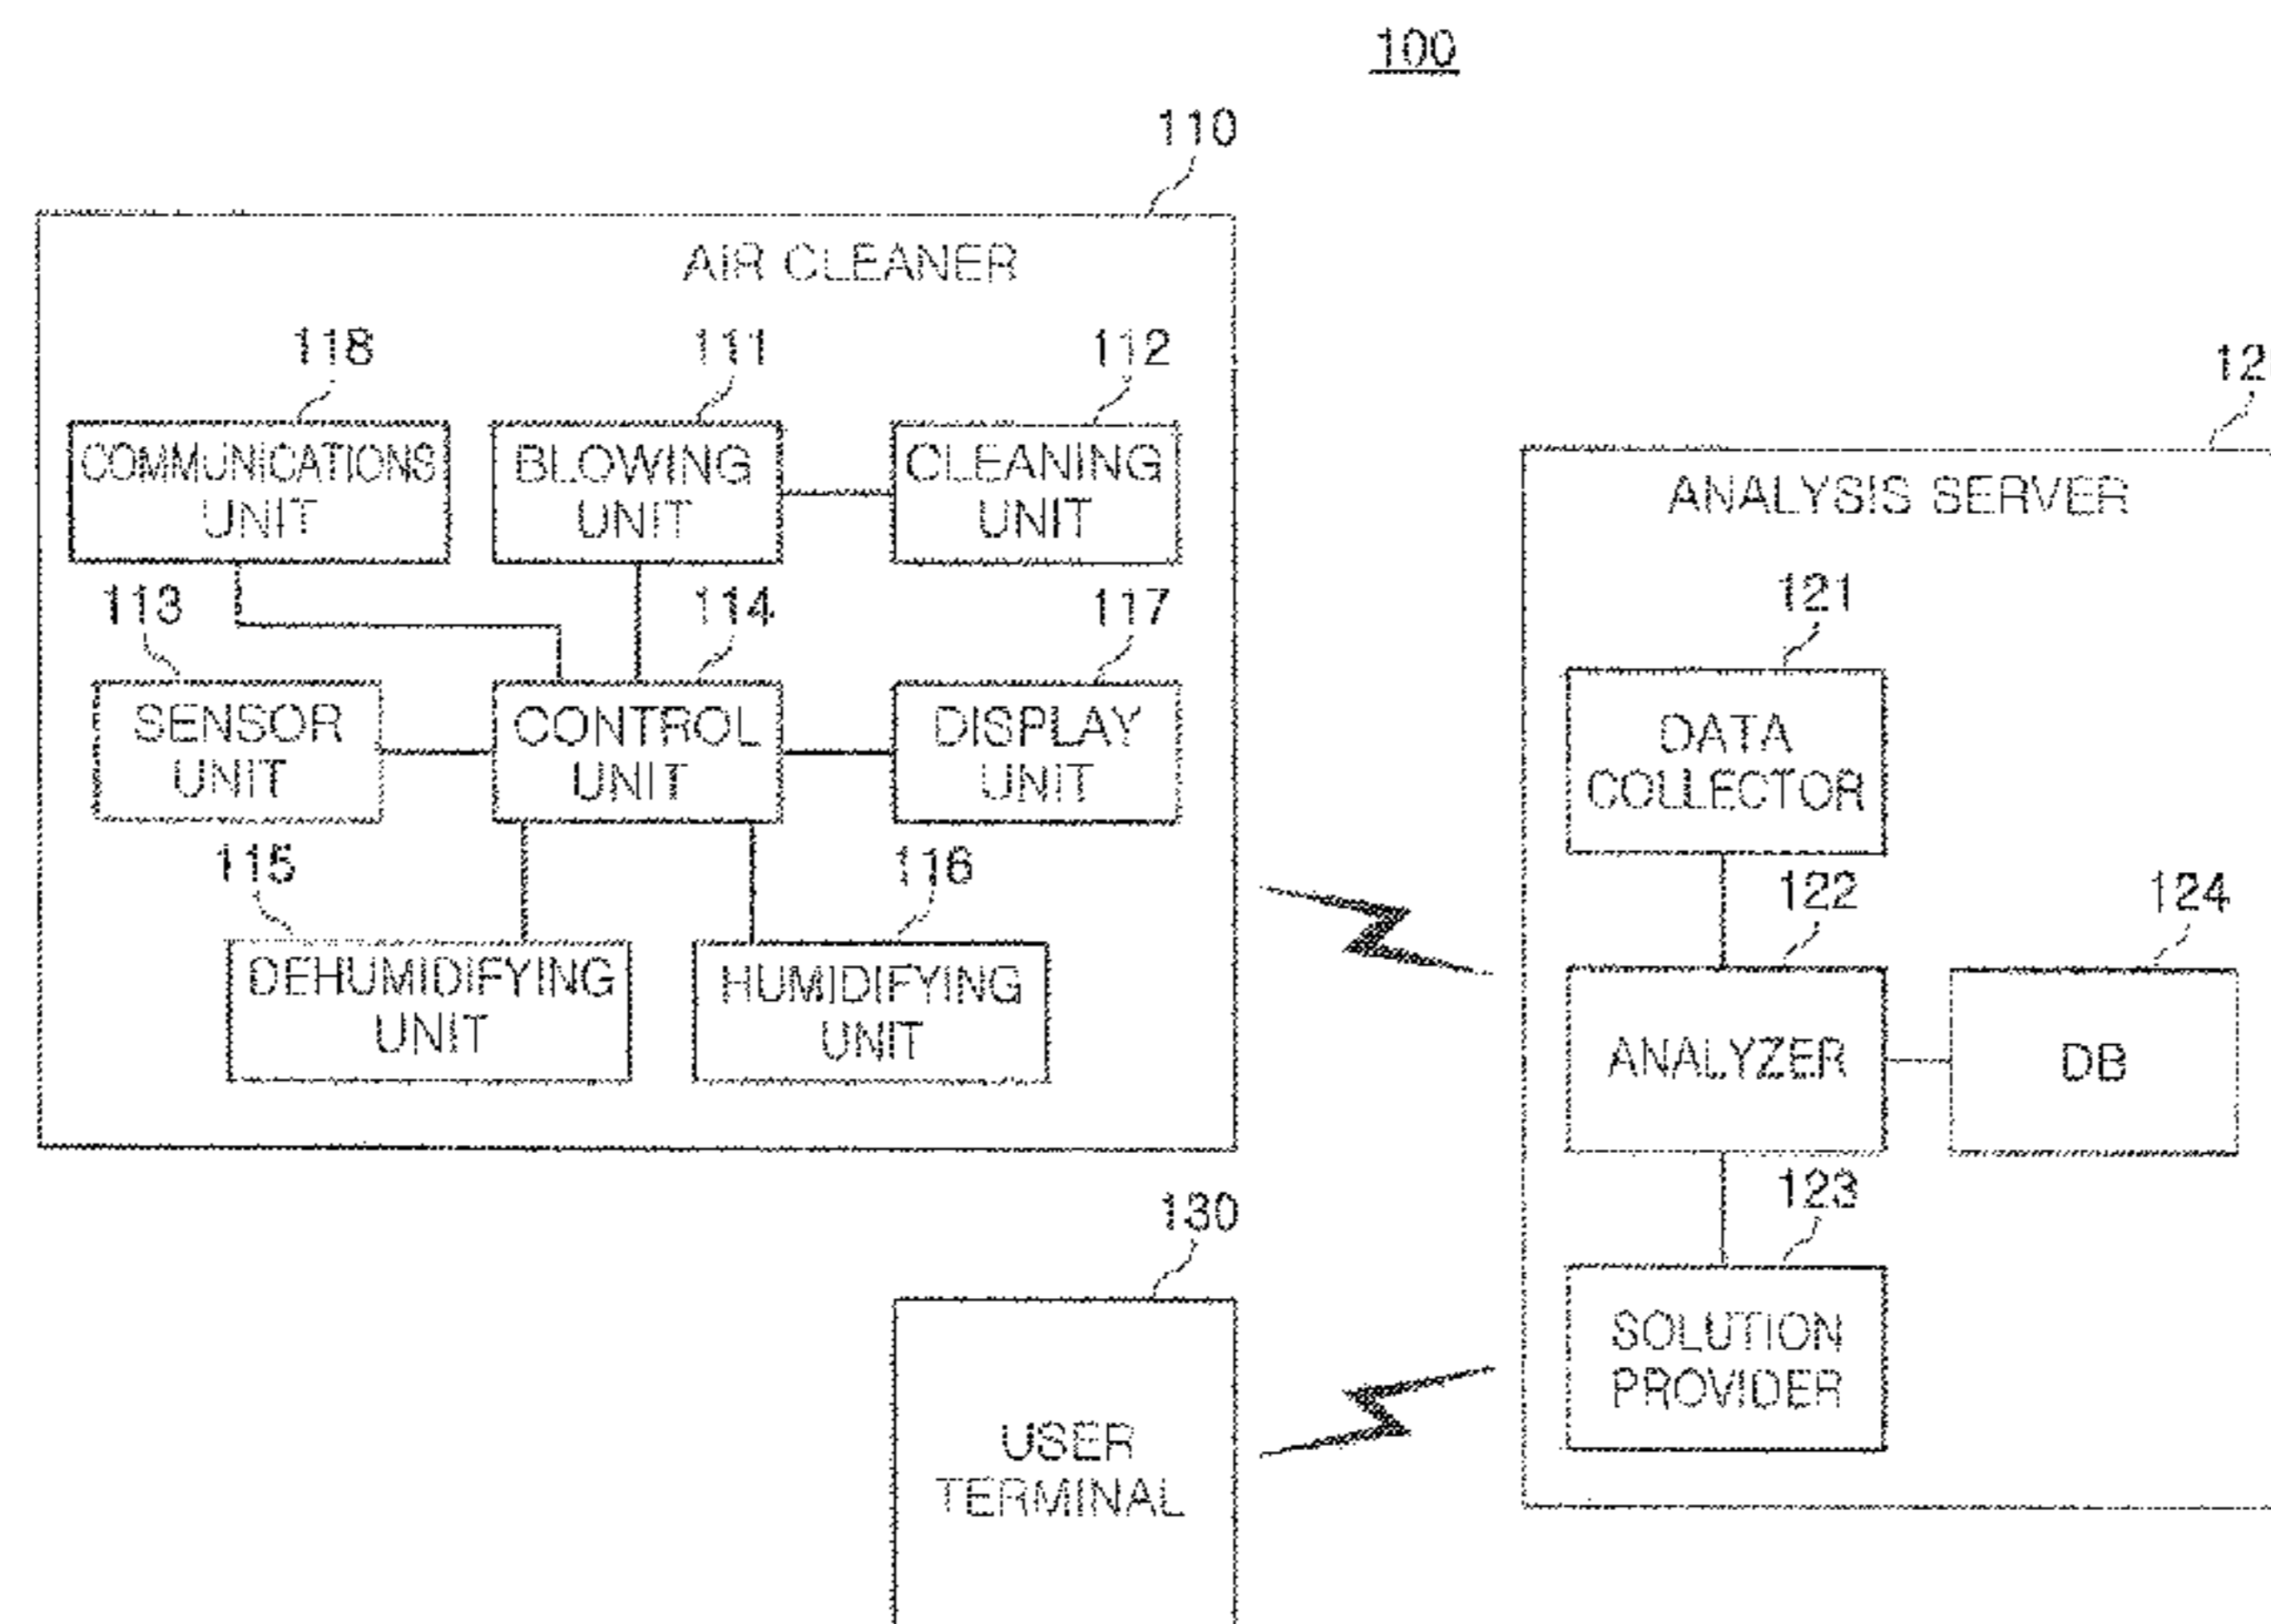 100
110
AIR CLEANER
118
111
112
COMMUNICATIONS
UNIT
BLOWING
UNIT
CLEANING
UNIT
113
114
117
SENSOR
UNIT
CONTROL
UNIT
DISPLAY
UNIT
115
116
DEHUMIDIFYING
UNIT
HUMIDIFYING
UNIT
ANALYSIS SERVER
121
DATA
COLLECTOR
122
124
ANALYZER
DB
123
SOLUTION
PROVIDER
130
USER
TERMINAL